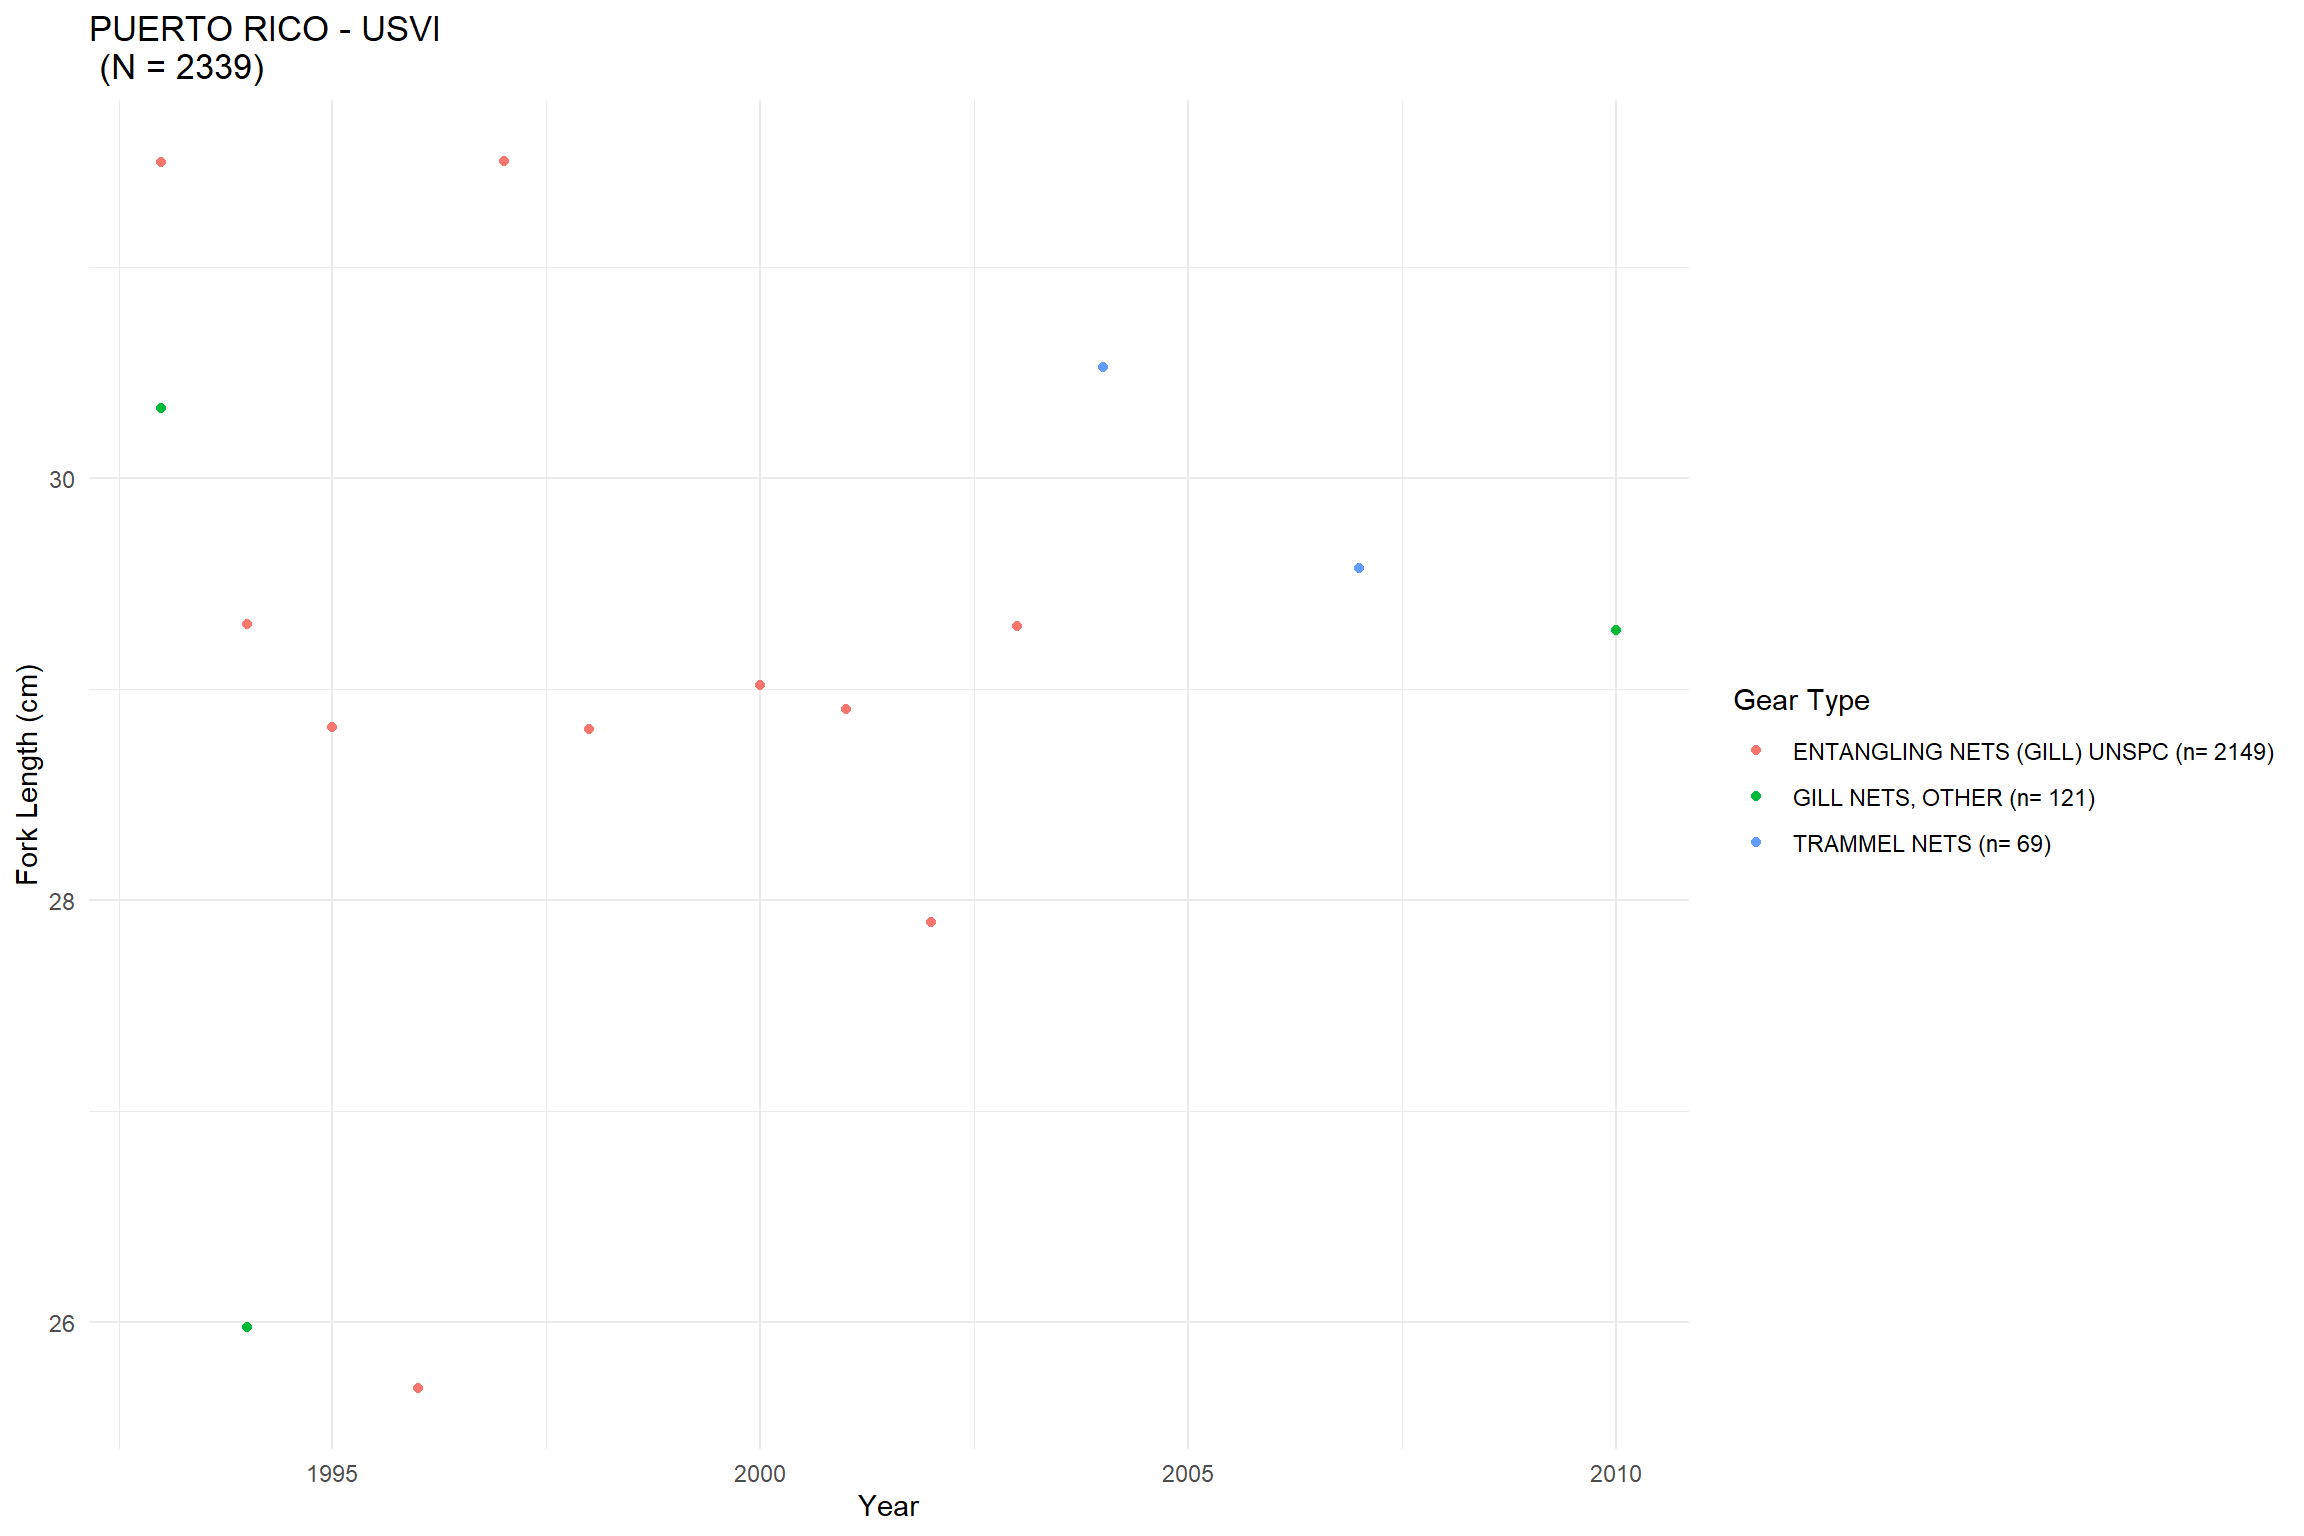 PUERTO RICO - USVI
(N = 2339)
30
28
26
Fork Length (cm)
1995
2000
2005
2010
Year
Gear Type
ENTANGLING NETS (GILL) UNSPC (n= 2149)
GILL NETS, OTHER (n= 121)
TRAMMEL NETS (n= 69)